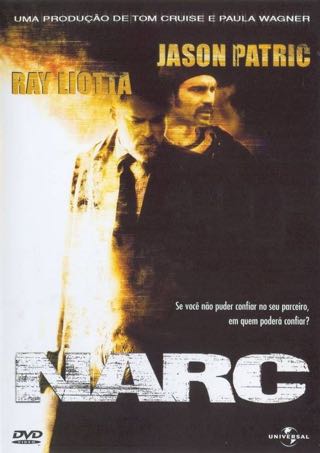 UMA PRODUÇÃO DE TOM CRUISE E PAULA WAGNER
JASON PATRIC
RAY LIOTTA
Se você não puder confiar no seu parceiro,
em quem poderá confiar?
NARC
DVD
VIDEO
UNIVERSAL